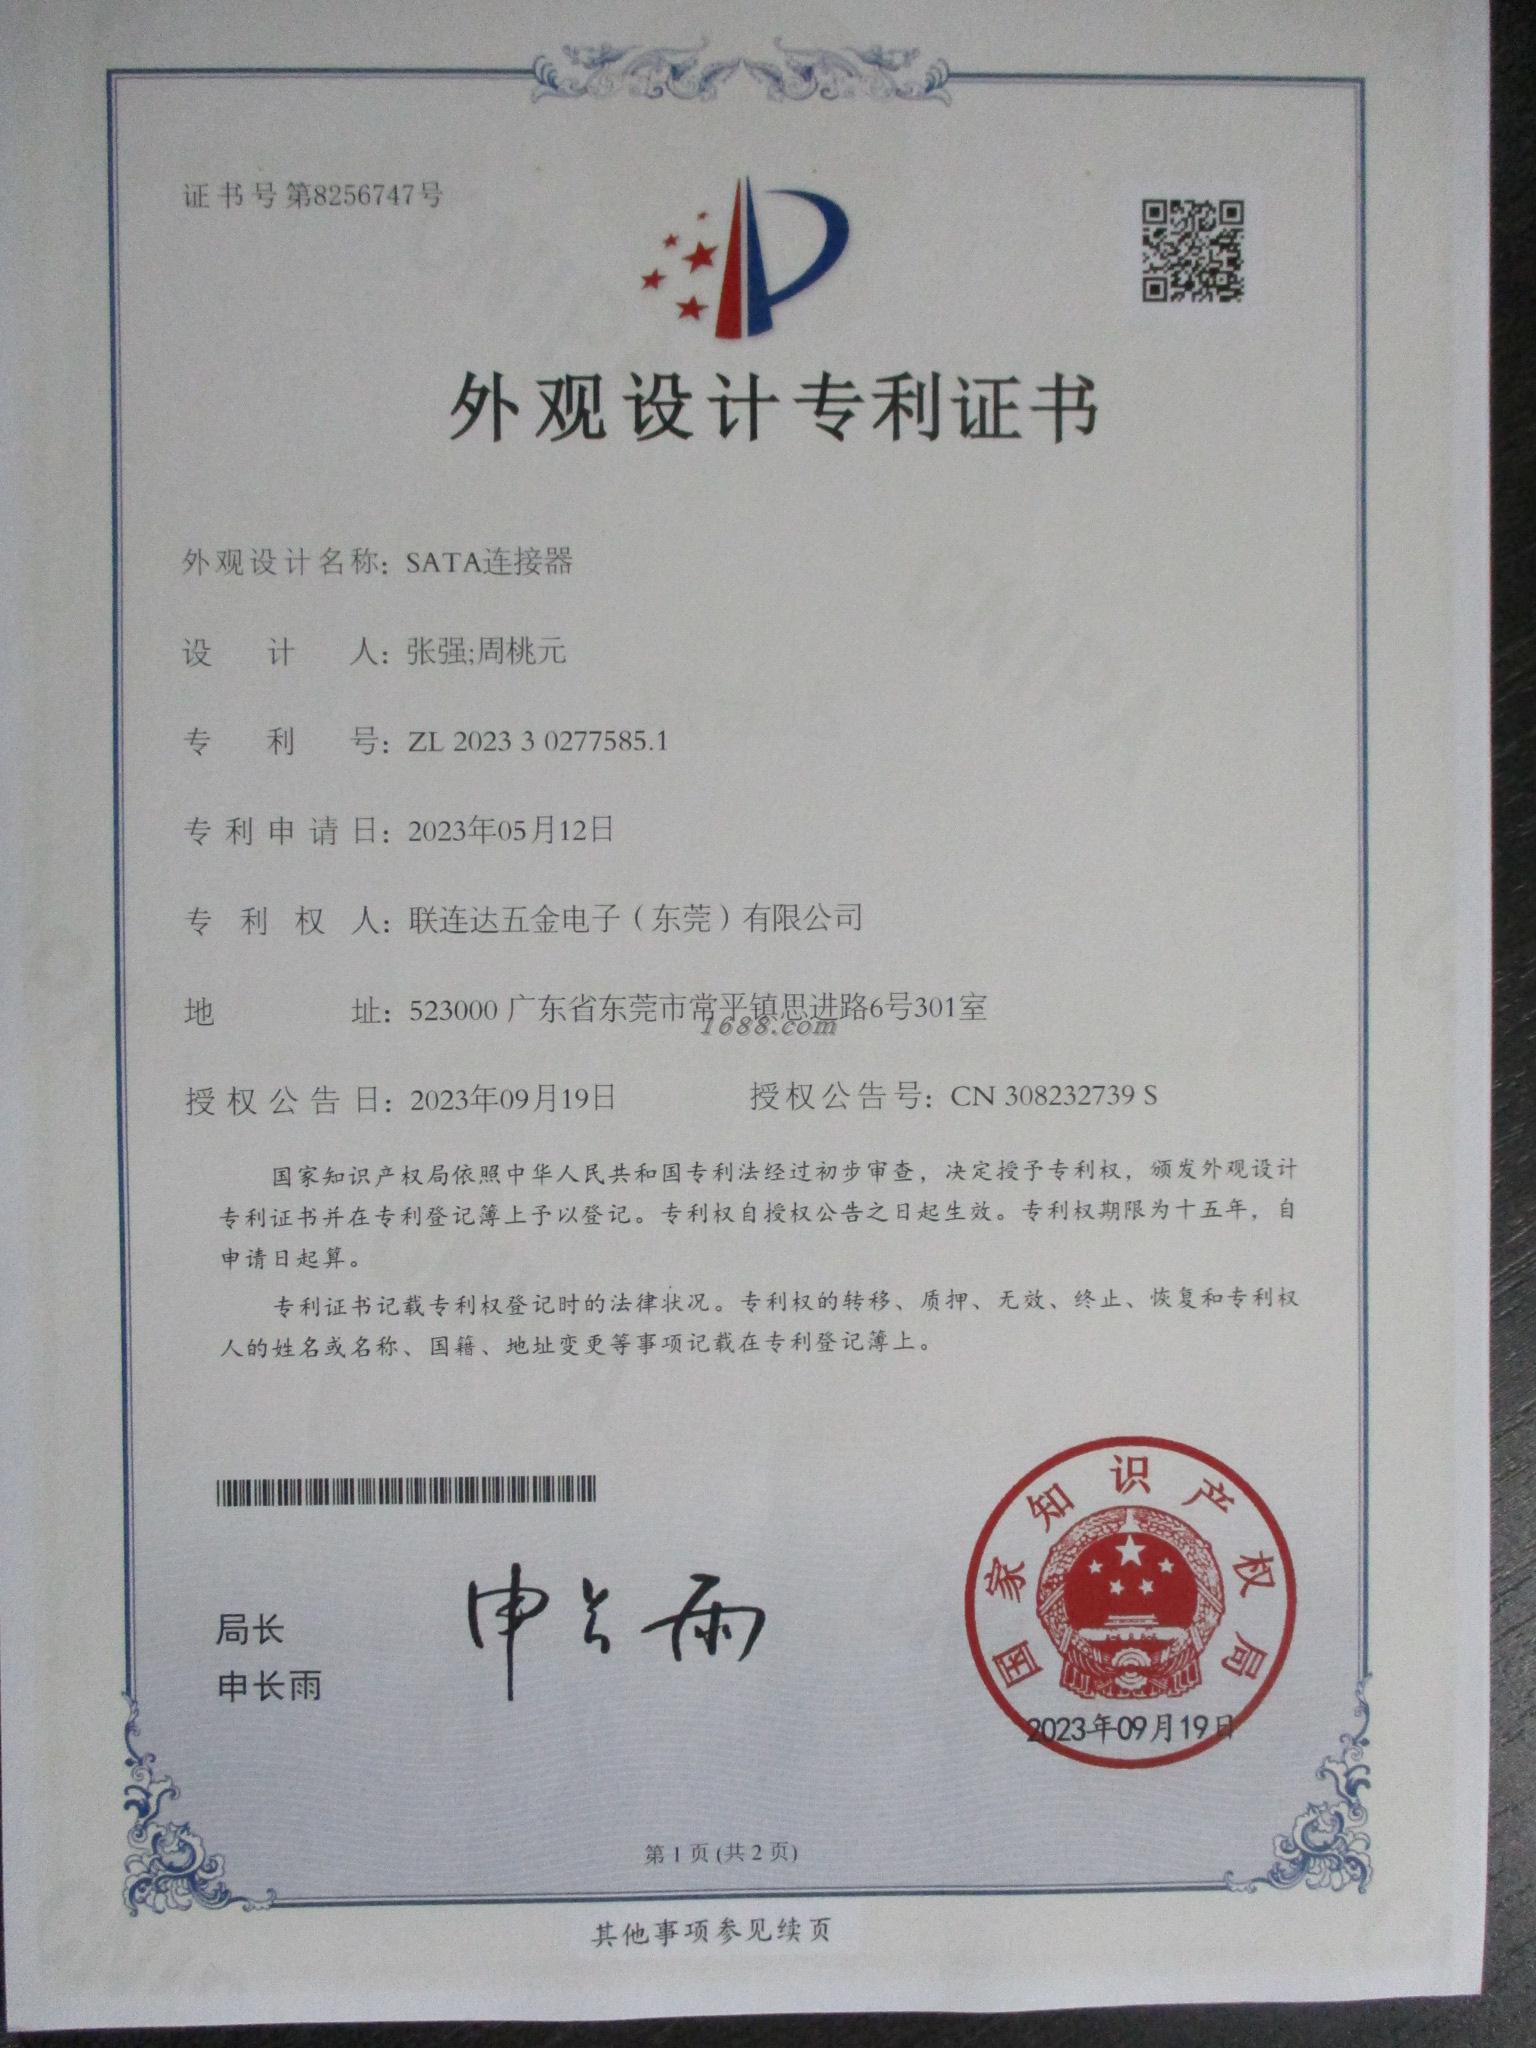 证书号第8256747号
外观设计专利证书
外观设计名称：SATA连接器
设计人：张强;周桃元
专利号：ZL 2023 3 0277585.1
专利申请日：2023年05月12日
专利权人：联连达五金电子（东莞）有限公司
地址：523000 广东省东莞市常平镇思进路6号301室
1688.com
授权公告日：2023年09月19日 授权公告号：CN 308232739 S
国家知识产权局依照中华人民共和国专利法经过初步审查，决定授予专利权，颁发外观设计
专利证书并在专利登记簿上予以登记。专利权自授权公告之日起生效。专利权期限为十五年，自
申请日起算。
专利证书记载专利权登记时的法律状况。专利权的转移、质押、无效、终止、恢复和专利权
人的姓名或名称、国籍、地址变更等事项记载在专利登记簿上。
局长
申长雨
申长雨
国家知识产权局
2023年09月19日
第 1 页 (共 2 页)
其他事项参见续页